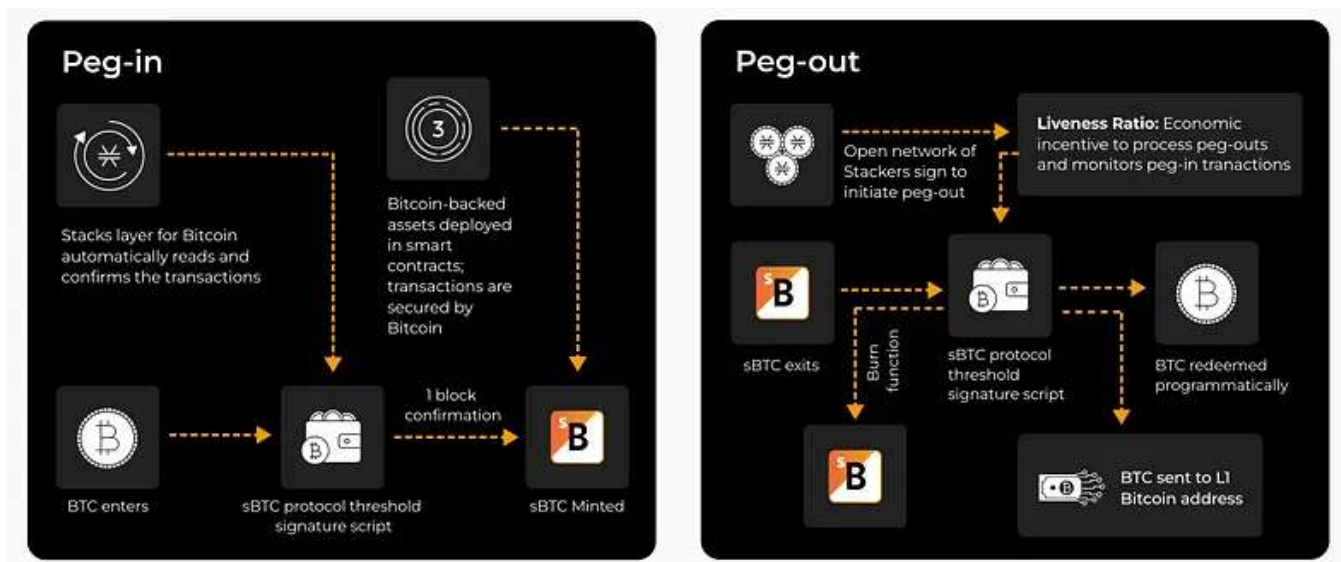 Peg-in
3
Stacks layer for Bitcoin
automatically reads and
confirms the transactions
Bitcoin-backed
assets deployed
in smart
contracts;
transactions are
secured by
Bitcoin
BTC enters
sBTC protocol threshold
signature script
1 block
confirmation
s
B
sBTC Minted
Peg-out
Open network of
Stackers sign to
initiate peg-out
Liveness Ratio: Economic
incentive to process peg-outs
and monitors peg-in tranactions
s
B
sBTC exits
Burn
function
s
B
sBTC protocol
threshold
signature script
BTC redeemed
programmatically
BTC sent to L1
Bitcoin address